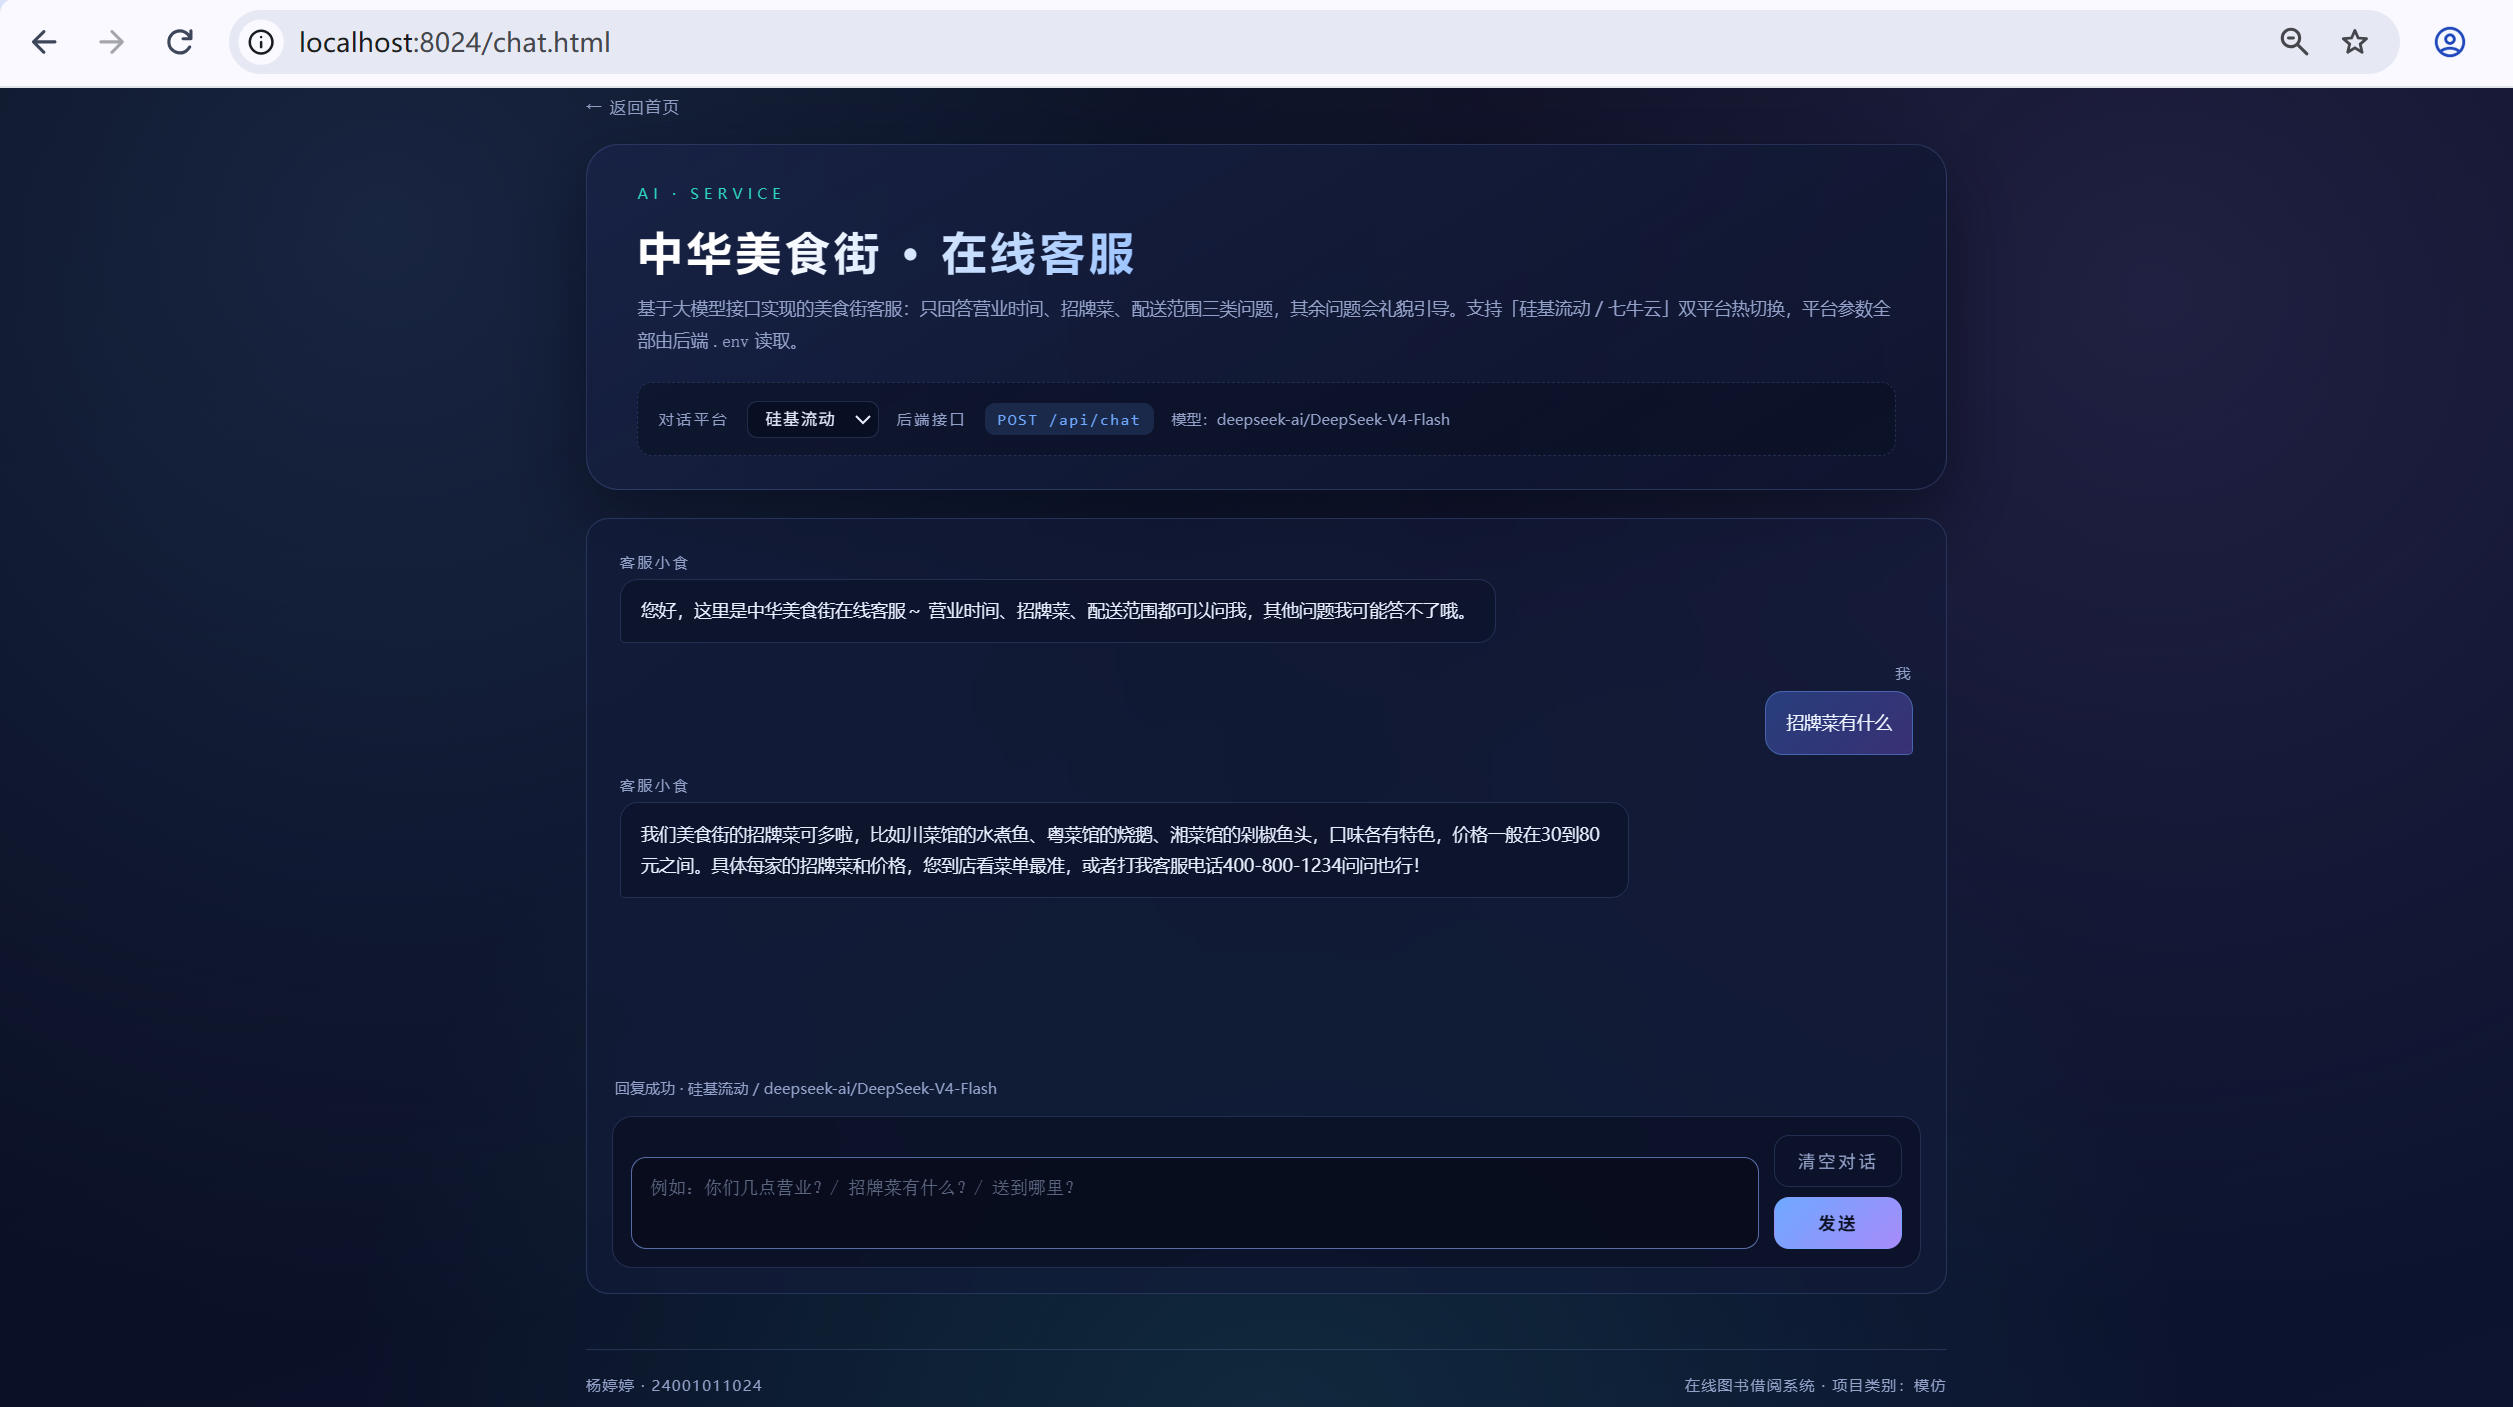 localhost:8024/chat.html
← 返回首页
AI · SERVICE
中华美食街 · 在线客服
基于大模型接口实现的美食街客服：只回答营业时间、招牌菜、配送范围三类问题，其余问题会礼貌引导。支持「硅基流动 / 七牛云」双平台热切换，平台参数全
部由后端 .env 读取。
对话平台 硅基流动 后端接口 POST /api/chat 模型：deepseek-ai/DeepSeek-V4-Flash
客服小食
您好，这里是中华美食街在线客服～ 营业时间、招牌菜、配送范围都可以问我，其他问题我可能答不了哦。
我
招牌菜有什么
客服小食
我们美食街的招牌菜可多啦，比如川菜馆的水煮鱼、粤菜馆的烧鹅、湘菜馆的剁椒鱼头，口味各有特色，价格一般在30到80
元之间。具体每家的招牌菜和价格，您到店看菜单最准，或者打我客服电话400-800-1234问问也行！
回复成功 · 硅基流动 / deepseek-ai/DeepSeek-V4-Flash
例如：你们几点营业？/ 招牌菜有什么？/ 送到哪里？
清空对话
发送
杨婷婷 · 24001011024
在线图书借阅系统 · 项目类别：模仿